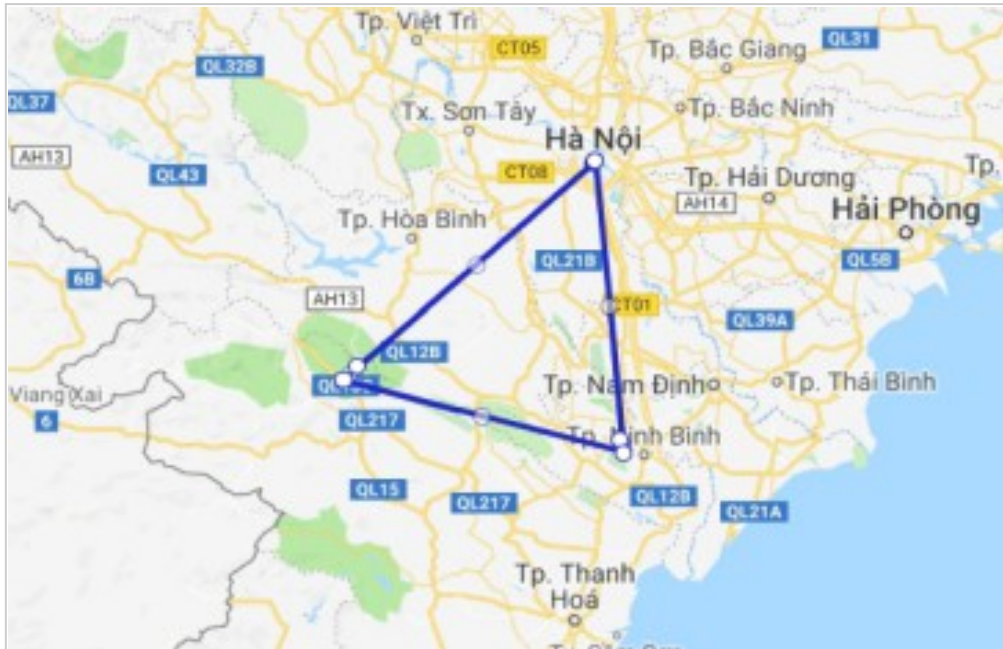 Tp. Việt Trì
CT05
Tp. Bắc Giang
QL31
QL32B
QL37
Tx. Sơn Tây
Tp. Bắc Ninh
Hà Nội
AH13
QL43
CT08
Tp. Hải Dương
Tp.
AH14
Hải Phòng
Tp. Hòa Bình
QL21B
QL5B
6B
AH13
CT01
QL39A
QL12B
Viang Xai
Tp. Nam Định
Tp. Thái Bình
6
QL217
Tp. Ninh Bình
QL15
QL217
QL12B
QL21A
Tp. Thanh
Hoá